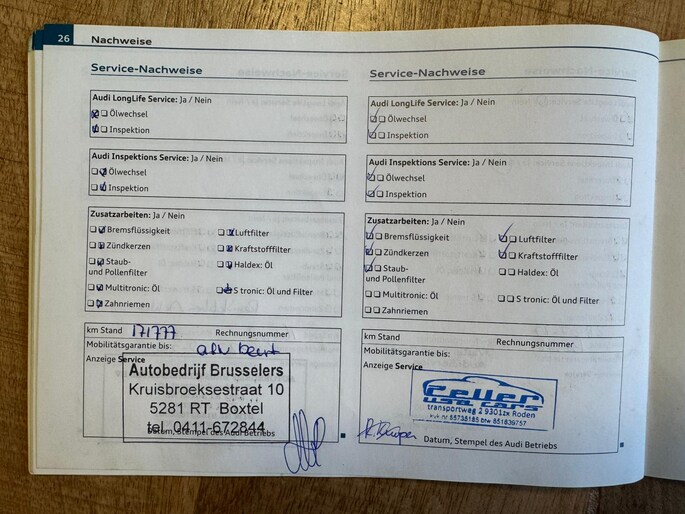 26 Nachweise
Service-Nachweise
Audi LongLife Service: Ja / Nein
Ölwechsel
Inspektion
Audi Inspektions Service: Ja / Nein
Ölwechsel
Inspektion
Zusatzarbeiten: Ja / Nein
Bremsflüssigkeit
Luftfilter
Zündkerzen
Kraftstofffilter
Staub-
und Pollenfilter
Haldex: Öl
Multitronic: Öl
S tronic: Öl und Filter
Zahnriemen
km Stand 171777 Rechnungsnummer
Mobilitätsgarantie bis:
Anzeige Service
Autobedrijf Brusselers
Kruisbroeksestraat 10
5281 RT Boxtel
tel. 0411-672844
Datum, Stempel des Audi Betriebs
Service-Nachweise
Audi LongLife Service: Ja / Nein
Ölwechsel
Inspektion
Audi Inspektions Service: Ja / Nein
Ölwechsel
Inspektion
Zusatzarbeiten: Ja / Nein
Bremsflüssigkeit
Luftfilter
Zündkerzen
Kraftstofffilter
Staub-
und Pollenfilter
Haldex: Öl
Multitronic: Öl
S tronic: Öl und Filter
Zahnriemen
km Stand
Rechnungsnummer
Mobilitätsgarantie bis:
Anzeige Service
Feller
usa cars
transportweg 2 9301zx Roden
Datum, Stempel des Audi Betriebs